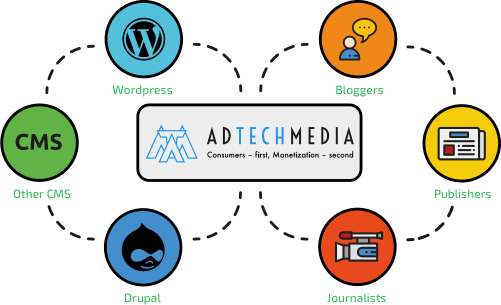 Wordpress
Bloggers
CMS
Other CMS
ADTECHMEDIA
Consumers – first, Monetization – second
Publishers
Drupal
Journalists